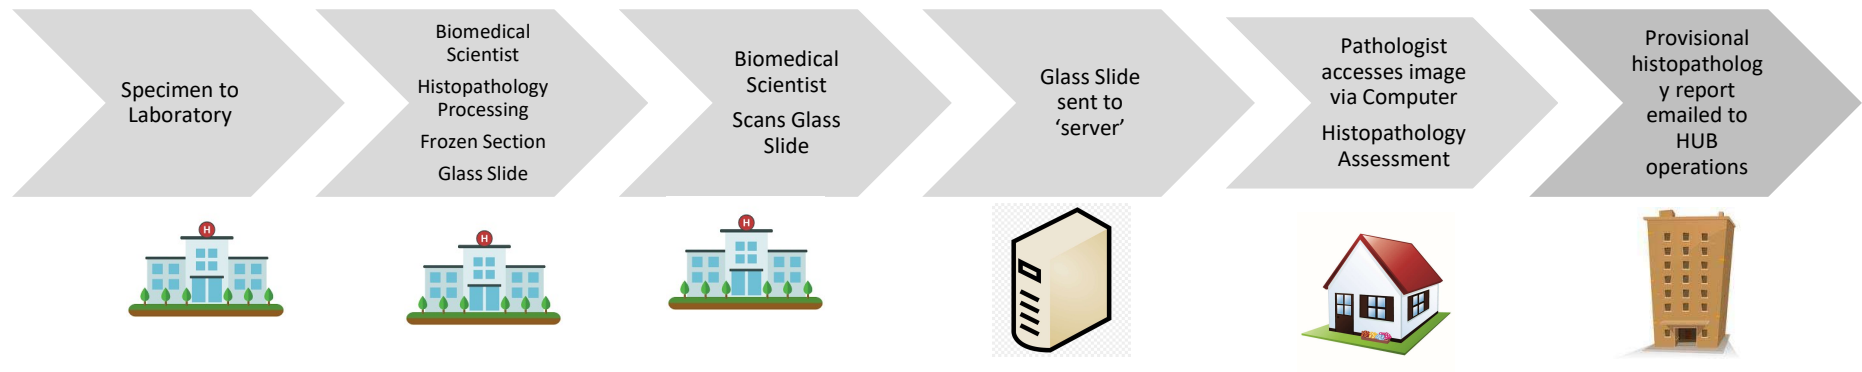 Specimen to
Laboratory
Biomedical
Scientist
Histopathology
Processing
Frozen Section
Glass Slide
Biomedical
Scientist
Scans Glass
Slide
Glass Slide
sent to
‘server’
Pathologist
accesses image
via Computer
Histopathology
Assessment
Provisional
histopatholog
y report
emailed to
HUB
operations
H
H
H